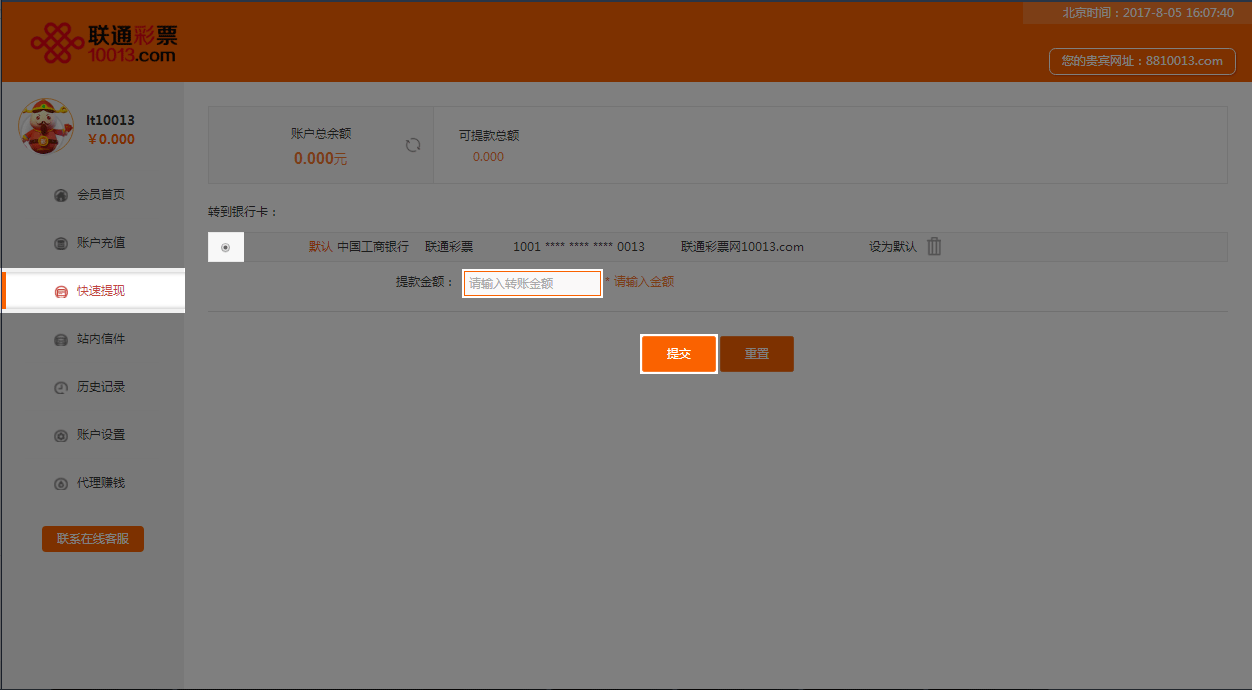 北京时间：2017-8-05 16:07:40
联通彩票
10013.com
您的贵宾网址：8810013.com
lt10013
￥0.000
账户总余额
0.000元
可提款总额
0.000
会员首页
账户充值
快速提现
站内信件
历史记录
账户设置
代理赚钱
联系在线客服
转到银行卡：
默认 中国工商银行 联通彩票 1001 **** **** **** 0013 联通彩票网10013.com 设为默认
提款金额： 请输入转账金额 * 请输入金额
提交 重置